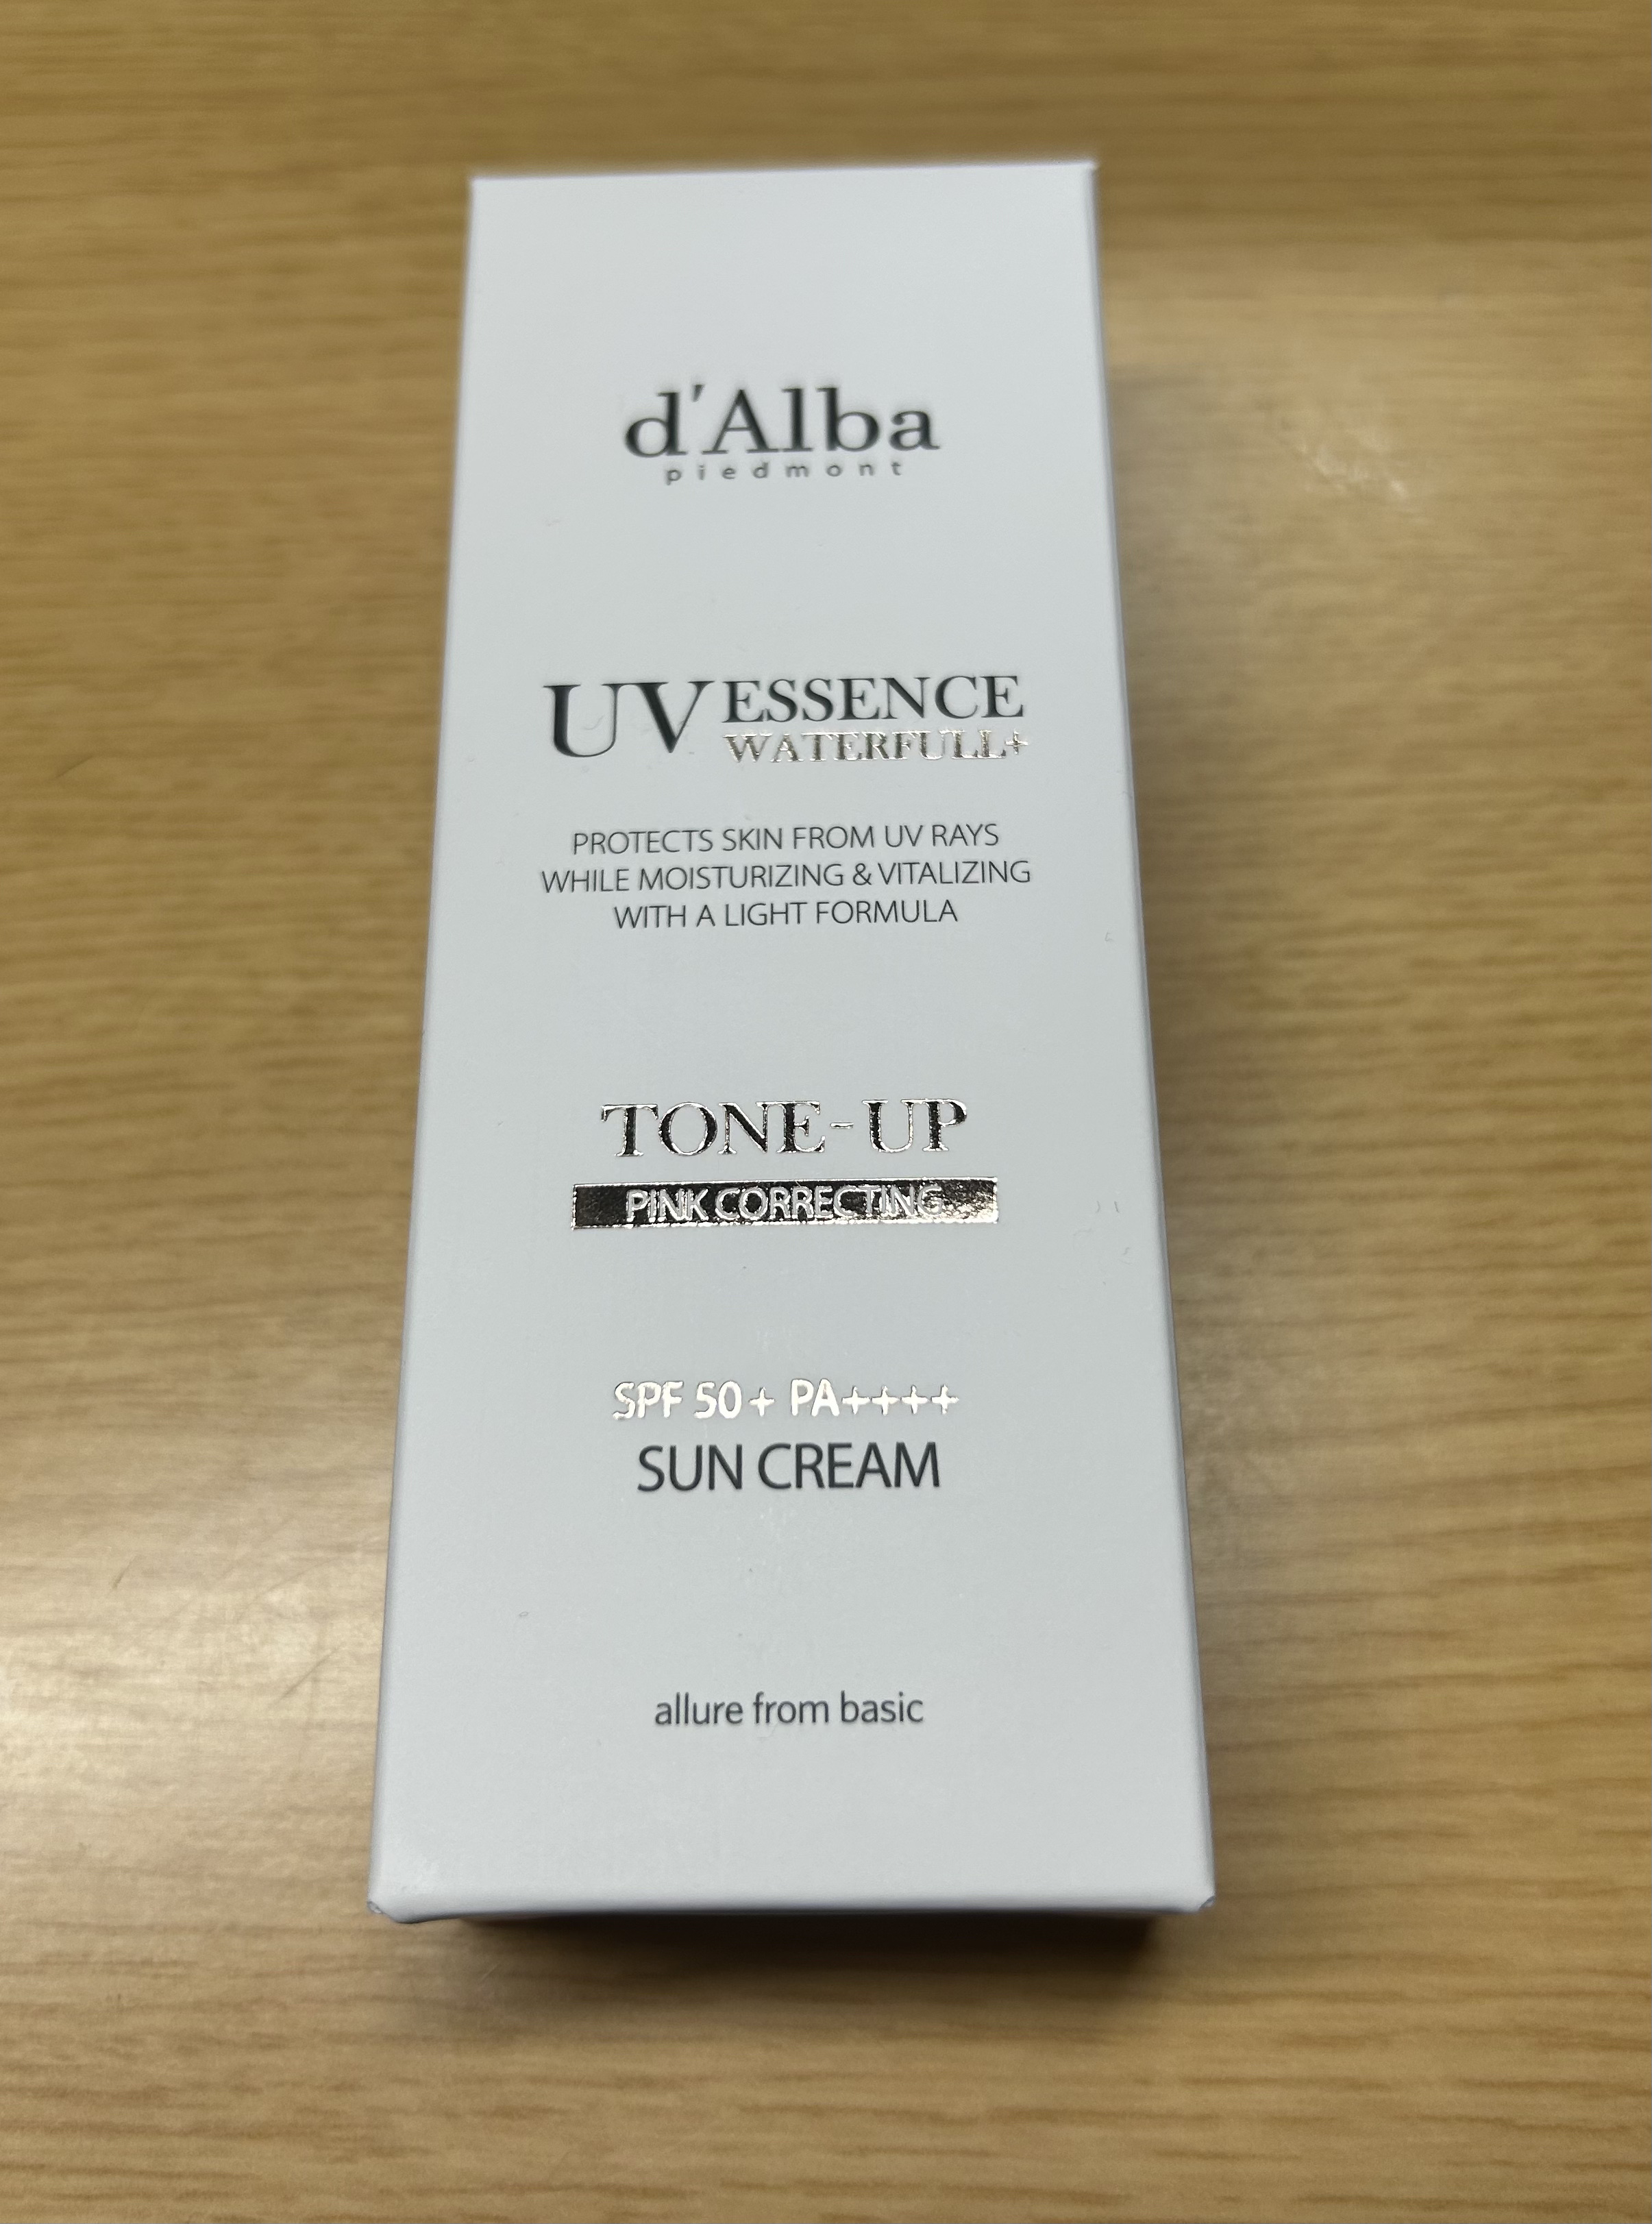 d'Alba
piedmont
UV ESSENCE
WATERFULL+
PROTECTS SKIN FROM UV RAYS
WHILE MOISTURIZING & VITALIZING
WITH A LIGHT FORMULA
TONE-UP
PINK CORRECTING
SPF 50+ PA++++
SUN CREAM
allure from basic